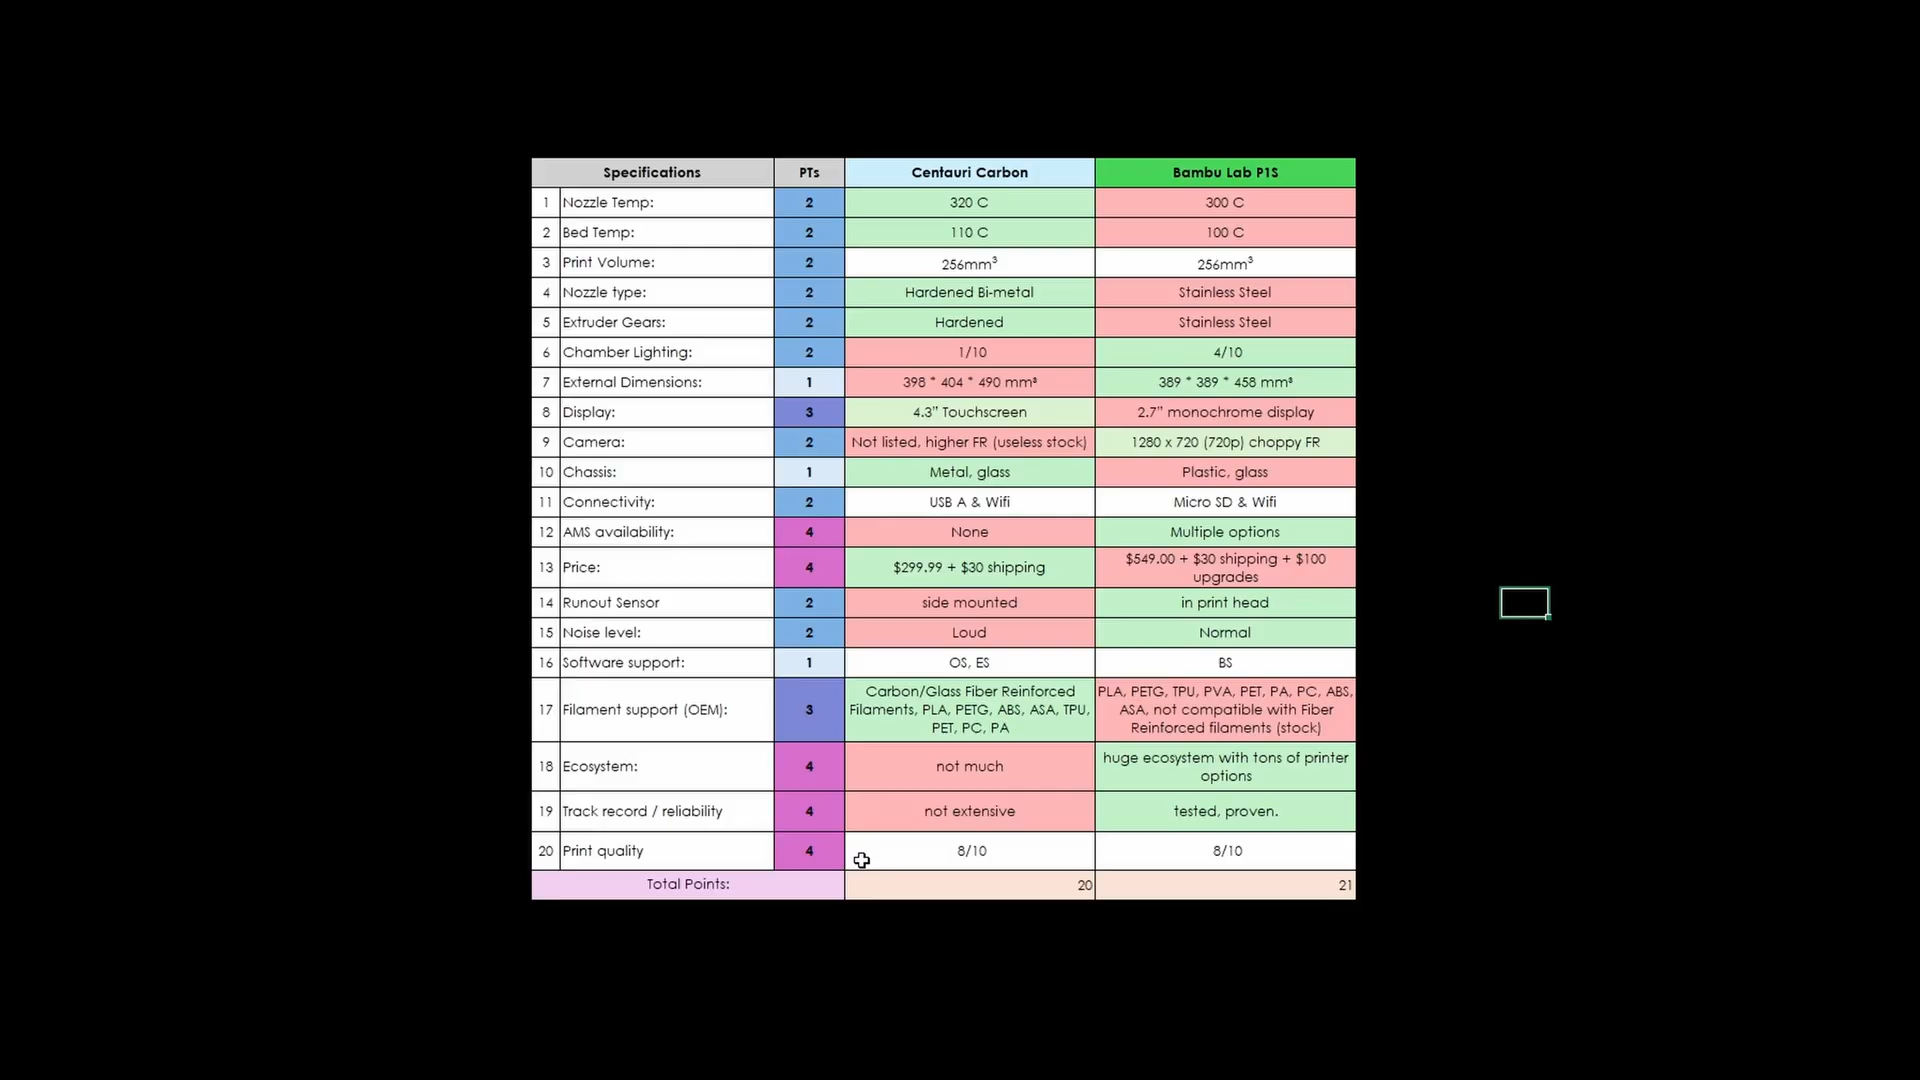 Specifications PTs Centauri Carbon Bambu Lab P1S
1 Nozzle Temp: 2 320 C 300 C
2 Bed Temp: 2 110 C 100 C
3 Print Volume: 2 256mm³ 256mm³
4 Nozzle type: 2 Hardened Bi-metal Stainless Steel
5 Extruder Gears: 2 Hardened Stainless Steel
6 Chamber Lighting: 2 1/10 4/10
7 External Dimensions: 1 398 * 404 * 490 mm³ 389 * 389 * 458 mm³
8 Display: 3 4.3" Touchscreen 2.7" monochrome display
9 Camera: 2 Not listed, higher FR (useless stock) 1280 x 720 (720p) choppy FR
10 Chassis: 1 Metal, glass Plastic, glass
11 Connectivity: 2 USB A & Wifi Micro SD & Wifi
12 AMS availability: 4 None Multiple options
13 Price: 4 $299.99 + $30 shipping $549.00 + $30 shipping + $100
upgrades
14 Runout Sensor 2 side mounted in print head
15 Noise level: 2 Loud Normal
16 Software support: 1 OS, ES BS
17 Filament support (OEM): 3 Carbon/Glass Fiber Reinforced
Filaments, PLA, PETG, ABS, ASA, TPU,
PET, PC, PA
PLA, PETG, TPU, PVA, PET, PA, PC, ABS,
ASA, not compatible with Fiber
Reinforced filaments (stock)
18 Ecosystem: 4 not much huge ecosystem with tons of printer
options
19 Track record / reliability 4 not extensive tested, proven.
20 Print quality 4 8/10 8/10
Total Points: 20 21